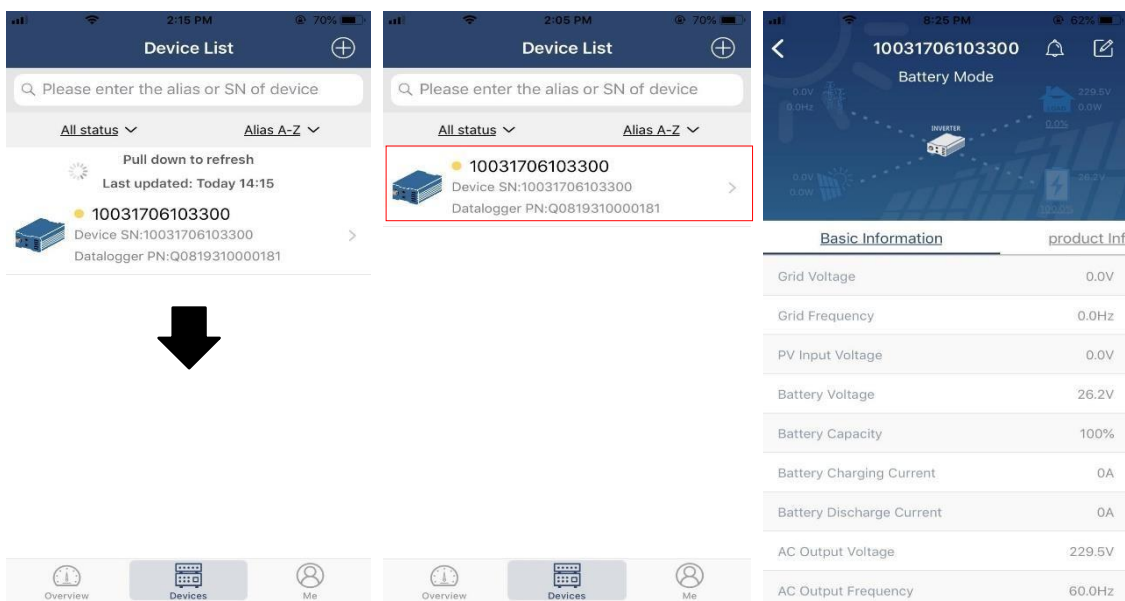 2:15 PM
70%
Device List
Please enter the alias or SN of device
All status
Alias A-Z
Pull down to refresh
Last updated: Today 14:15
10031706103300
Device SN:10031706103300
Datalogger PN:Q0819310000181
Overview
Devices
Me
2:05 PM
70%
Device List
Please enter the alias or SN of device
All status
Alias A-Z
10031706103300
Device SN:10031706103300
Datalogger PN:Q0819310000181
Overview
Devices
Me
8:25 PM
62%
10031706103300
Battery Mode
0.0V
0.0Hz
229.5V
0.0W
0.0%
INVERTER
0.0V
0.0W
26.2V
100.0%
Basic Information
product Inf
Grid Voltage 0.0V
Grid Frequency 0.0Hz
PV Input Voltage 0.0V
Battery Voltage 26.2V
Battery Capacity 100%
Battery Charging Current 0A
Battery Discharge Current 0A
AC Output Voltage 229.5V
AC Output Frequency 60.0Hz